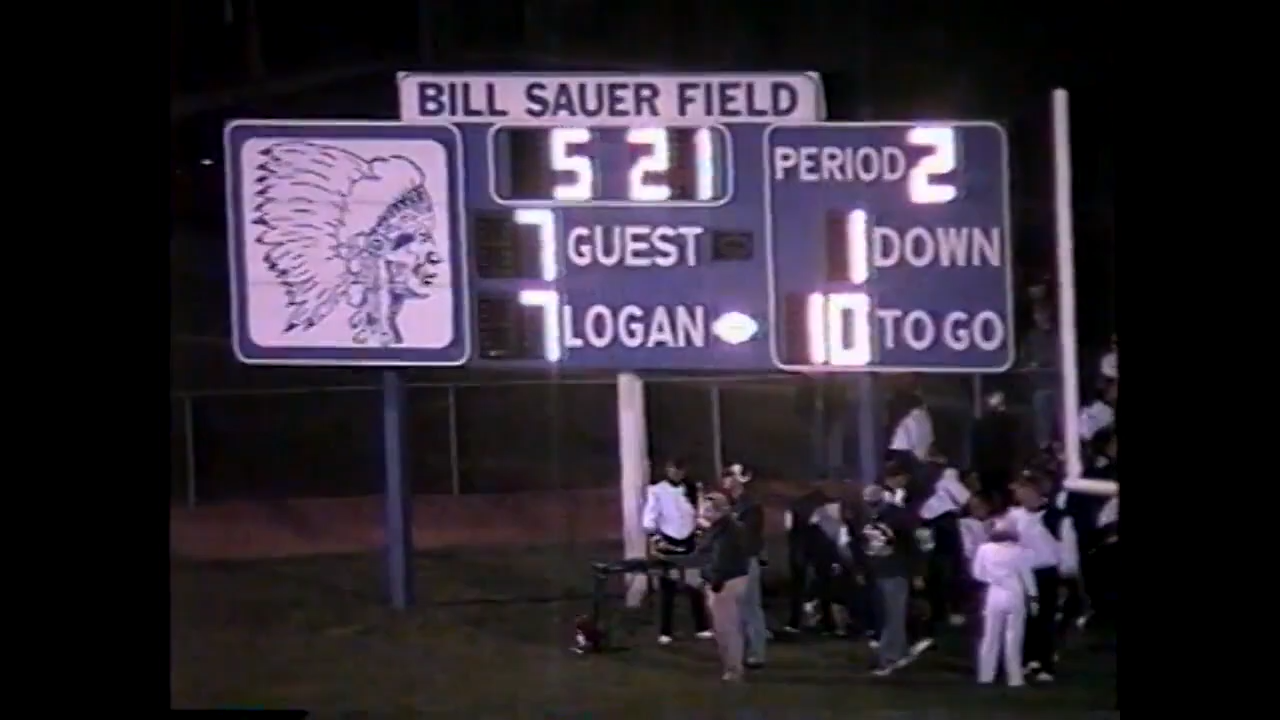 BILL SAUER FIELD
5 21
PERIOD 2
7 GUEST
1 DOWN
7 LOGAN
10 TO GO